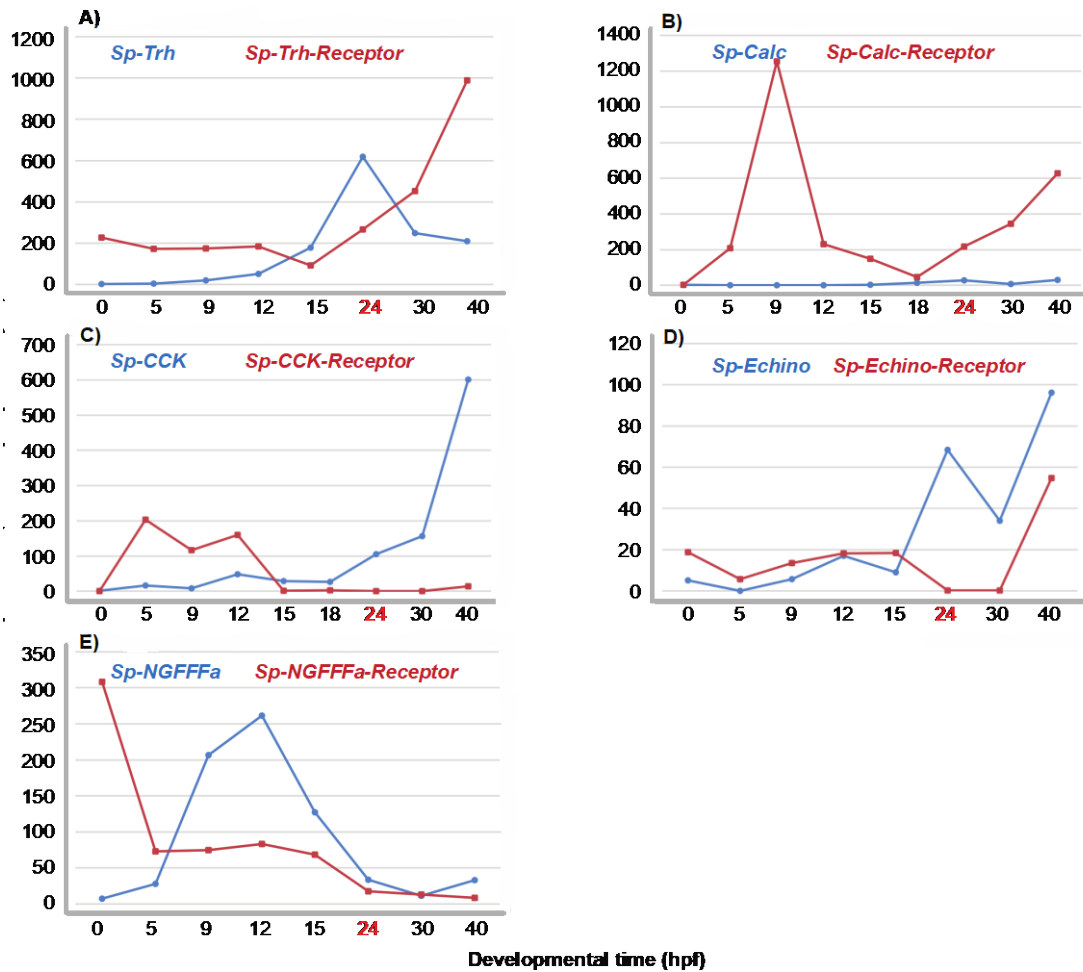 A)
Sp-Trh Sp-Trh-Receptor
1200
1000
800
600
400
200
0
0 5 9 12 15 24 30 40
B)
Sp-Calc Sp-Calc-Receptor
1400
1200
1000
800
600
400
200
0
0 5 9 12 15 18 24 30 40
C)
Sp-CCK Sp-CCK-Receptor
700
600
500
400
300
200
100
0
0 5 9 12 15 18 24 30 40
D)
Sp-Echino Sp-Echino-Receptor
120
100
80
60
40
20
0
0 5 9 12 15 24 30 40
E)
Sp-NGFFFa Sp-NGFFFa-Receptor
350
300
250
200
150
100
50
0
0 5 9 12 15 24 30 40
Developmental time (hpf)